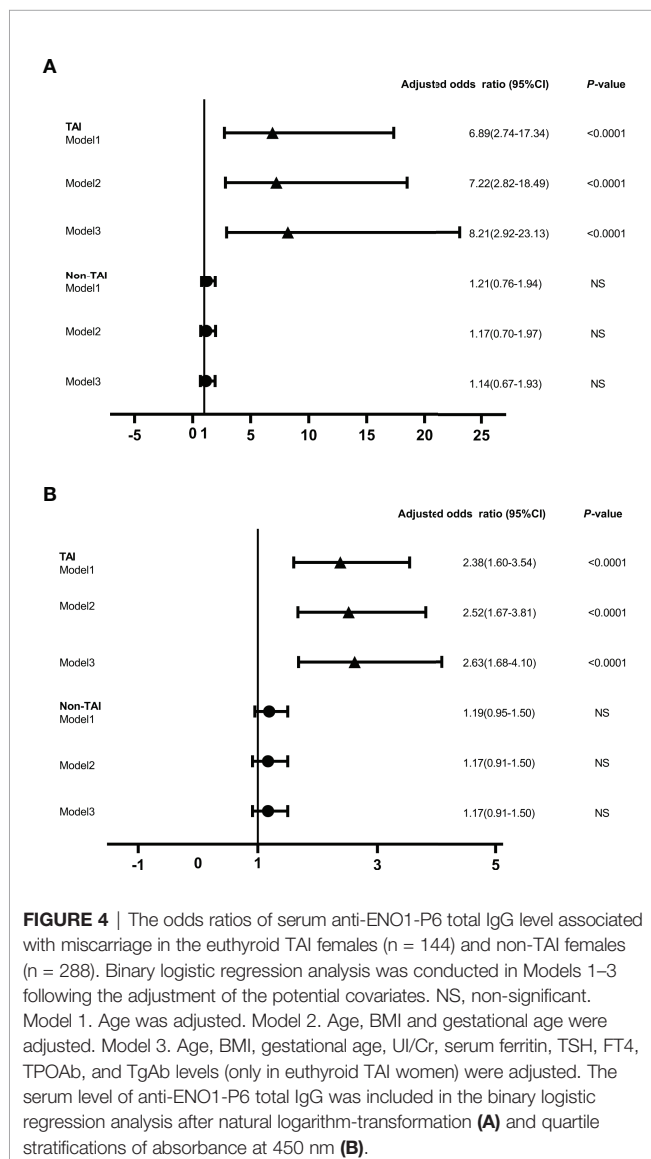 A
Adjusted odds ratio (95%CI) P-value
TAI
Model1 6.89(2.74-17.34) <0.0001
Model2 7.22(2.82-18.49) <0.0001
Model3 8.21(2.92-23.13) <0.0001
Non-TAI
Model1 1.21(0.76-1.94) NS
Model2 1.17(0.70-1.97) NS
Model3 1.14(0.67-1.93) NS
-5 0 1 5 10 15 20 25
B
Adjusted odds ratio (95%CI) P-value
TAI
Model1 2.38(1.60-3.54) <0.0001
Model2 2.52(1.67-3.81) <0.0001
Model3 2.63(1.68-4.10) <0.0001
Non-TAI
Model1 1.19(0.95-1.50) NS
Model2 1.17(0.91-1.50) NS
Model3 1.17(0.91-1.50) NS
-1 0 1 3 5
FIGURE 4 | The odds ratios of serum anti-ENO1-P6 total IgG level associated
with miscarriage in the euthyroid TAI females (n = 144) and non-TAI females
(n = 288). Binary logistic regression analysis was conducted in Models 1–3
following the adjustment of the potential covariates. NS, non-significant.
Model 1. Age was adjusted. Model 2. Age, BMI and gestational age were
adjusted. Model 3. Age, BMI, gestational age, UI/Cr, serum ferritin, TSH, FT4,
TPOAb, and TgAb levels (only in euthyroid TAI women) were adjusted. The
serum level of anti-ENO1-P6 total IgG was included in the binary logistic
regression analysis after natural logarithm-transformation (A) and quartile
stratifications of absorbance at 450 nm (B).